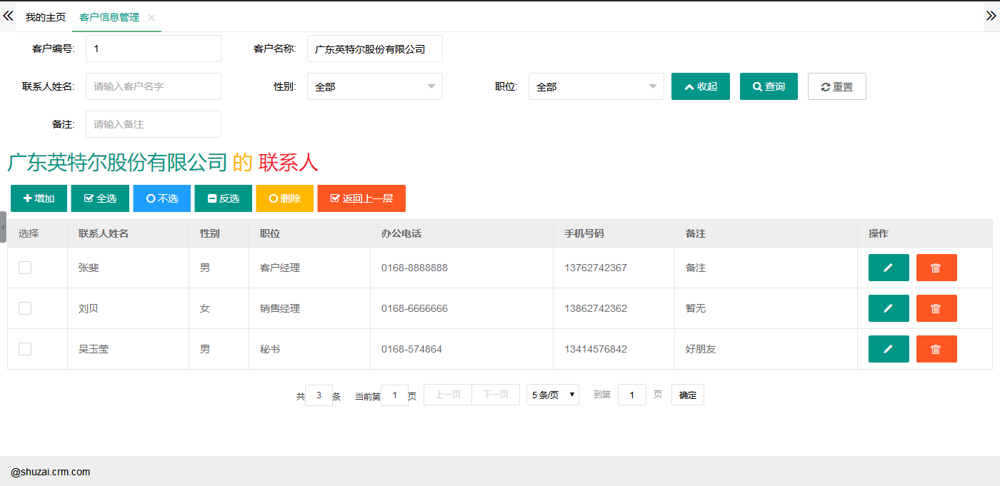 我的主页 客户信息管理
客户编号: 1 客户名称: 广东英特尔股份有限公司
联系人姓名: 请输入客户名字 性别: 全部 职位: 全部 收起 查询 重置
备注: 请输入备注
广东英特尔股份有限公司 的 联系人
增加 全选 不选 反选 删除 返回上一层
选择 联系人姓名 性别 职位 办公电话 手机号码 备注 操作
张斐 男 客户经理 0168-8888888 13762742367 备注
刘贝 女 销售经理 0168-6666666 13862742362 暂无
吴玉莹 男 秘书 0168-574864 13414576842 好朋友
共 3 条 当前第 1 页 上一页 下一页 5 条/页 到第 1 页 确定
@shuzai.crm.com